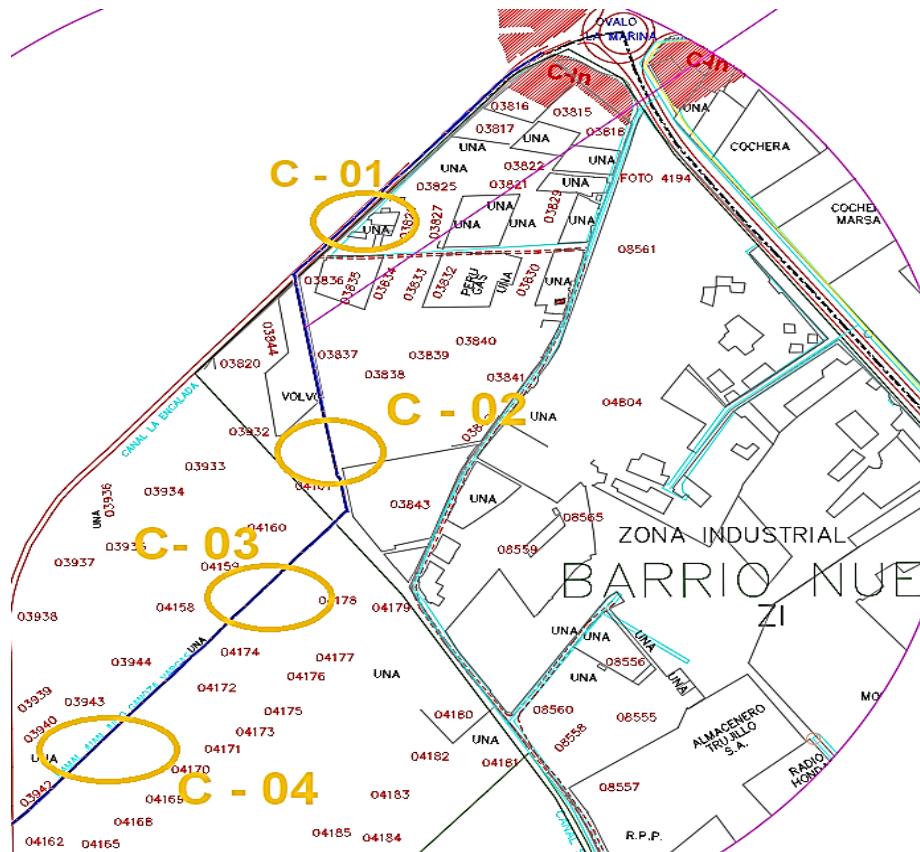 OVALO
LA MARINA
C-In
C-In
UNA
COCHERA
MARSA
03816
03815
03817
UNA
03818
UNA
UNA
03822
FOTO 4194
C - 01
03825
03821
UNA
UNA
03827
UNA
UNA
UNA
03829
UNA
UNA
08561
03836
03835
03834
03833
03832
PERU
GAS
UNA
03830
UNA
03844
03820
03837
03839
03840
03838
03841
VOLVO
C - 02
UNA
04804
CANAL LA ENCALADA
03932
03933
03934
03936
UNA
03843
UNA
08565
04160
C- 03
ZONA INDUSTRIAL
03937
08559
04159
BARRIO NUE
ZI
03938
04158
04178
04179
UNA
UNA
UNA
UNA
03944
04174
04177
04176
UNA
08556
UNA
UNA
03939
03943
04172
04175
03940
04173
04180
08560
08555
04171
UNA
08558
UNA
04170
04182
04181
ALMACENERO
TRUJILLO
S.A.
RADIO
03942
C - 04
04169
04183
08557
04168
04162
04165
04185
04184
R.P.P.